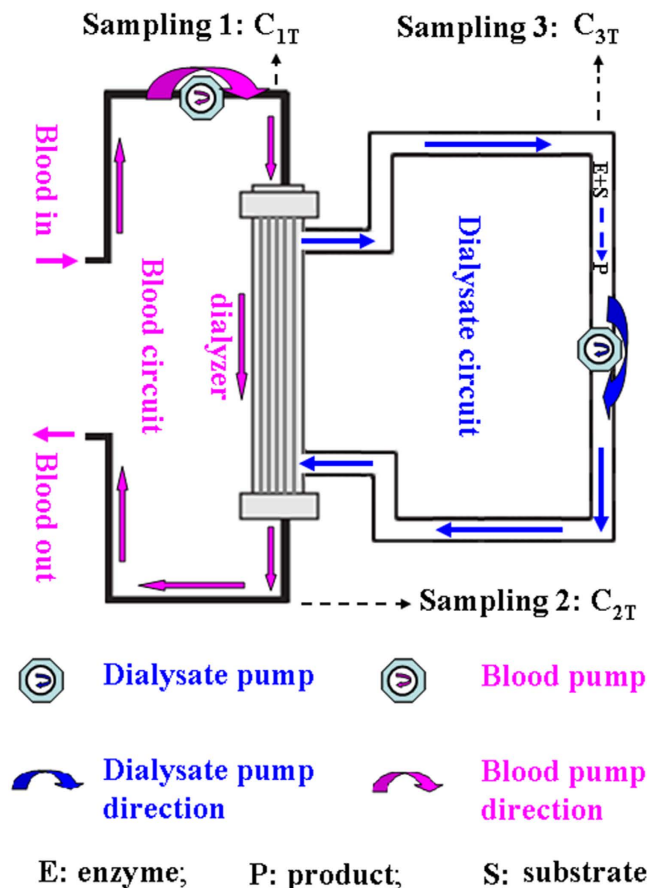 Sampling 1: C1T
Sampling 3: C3T
Blood in
Blood circuit
dialyzer
Dialysate circuit
E+S
P
Blood out
Sampling 2: C2T
Dialysate pump
Blood pump
Dialysate pump
direction
Blood pump
direction
E: enzyme; P: product; S: substrate